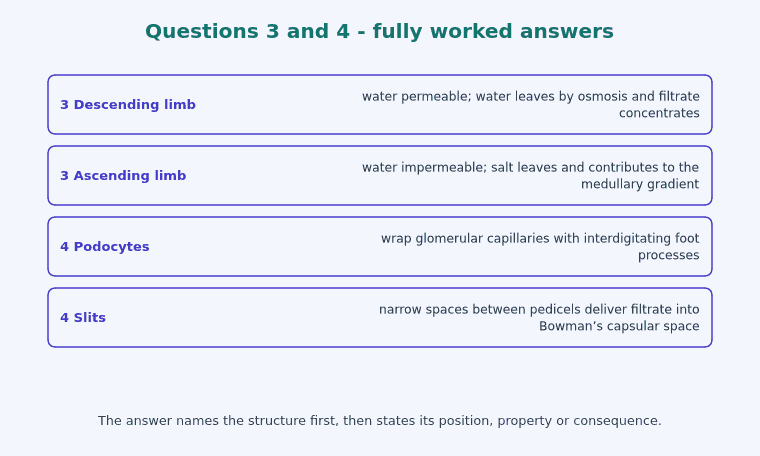 Questions 3 and 4 - fully worked answers
3 Descending limb
water permeable; water leaves by osmosis and filtrate
concentrates
3 Ascending limb
water impermeable; salt leaves and contributes to the
medullary gradient
4 Podocytes
wrap glomerular capillaries with interdigitating foot
processes
4 Slits
narrow spaces between pedicels deliver filtrate into
Bowman’s capsular space
The answer names the structure first, then states its position, property or consequence.